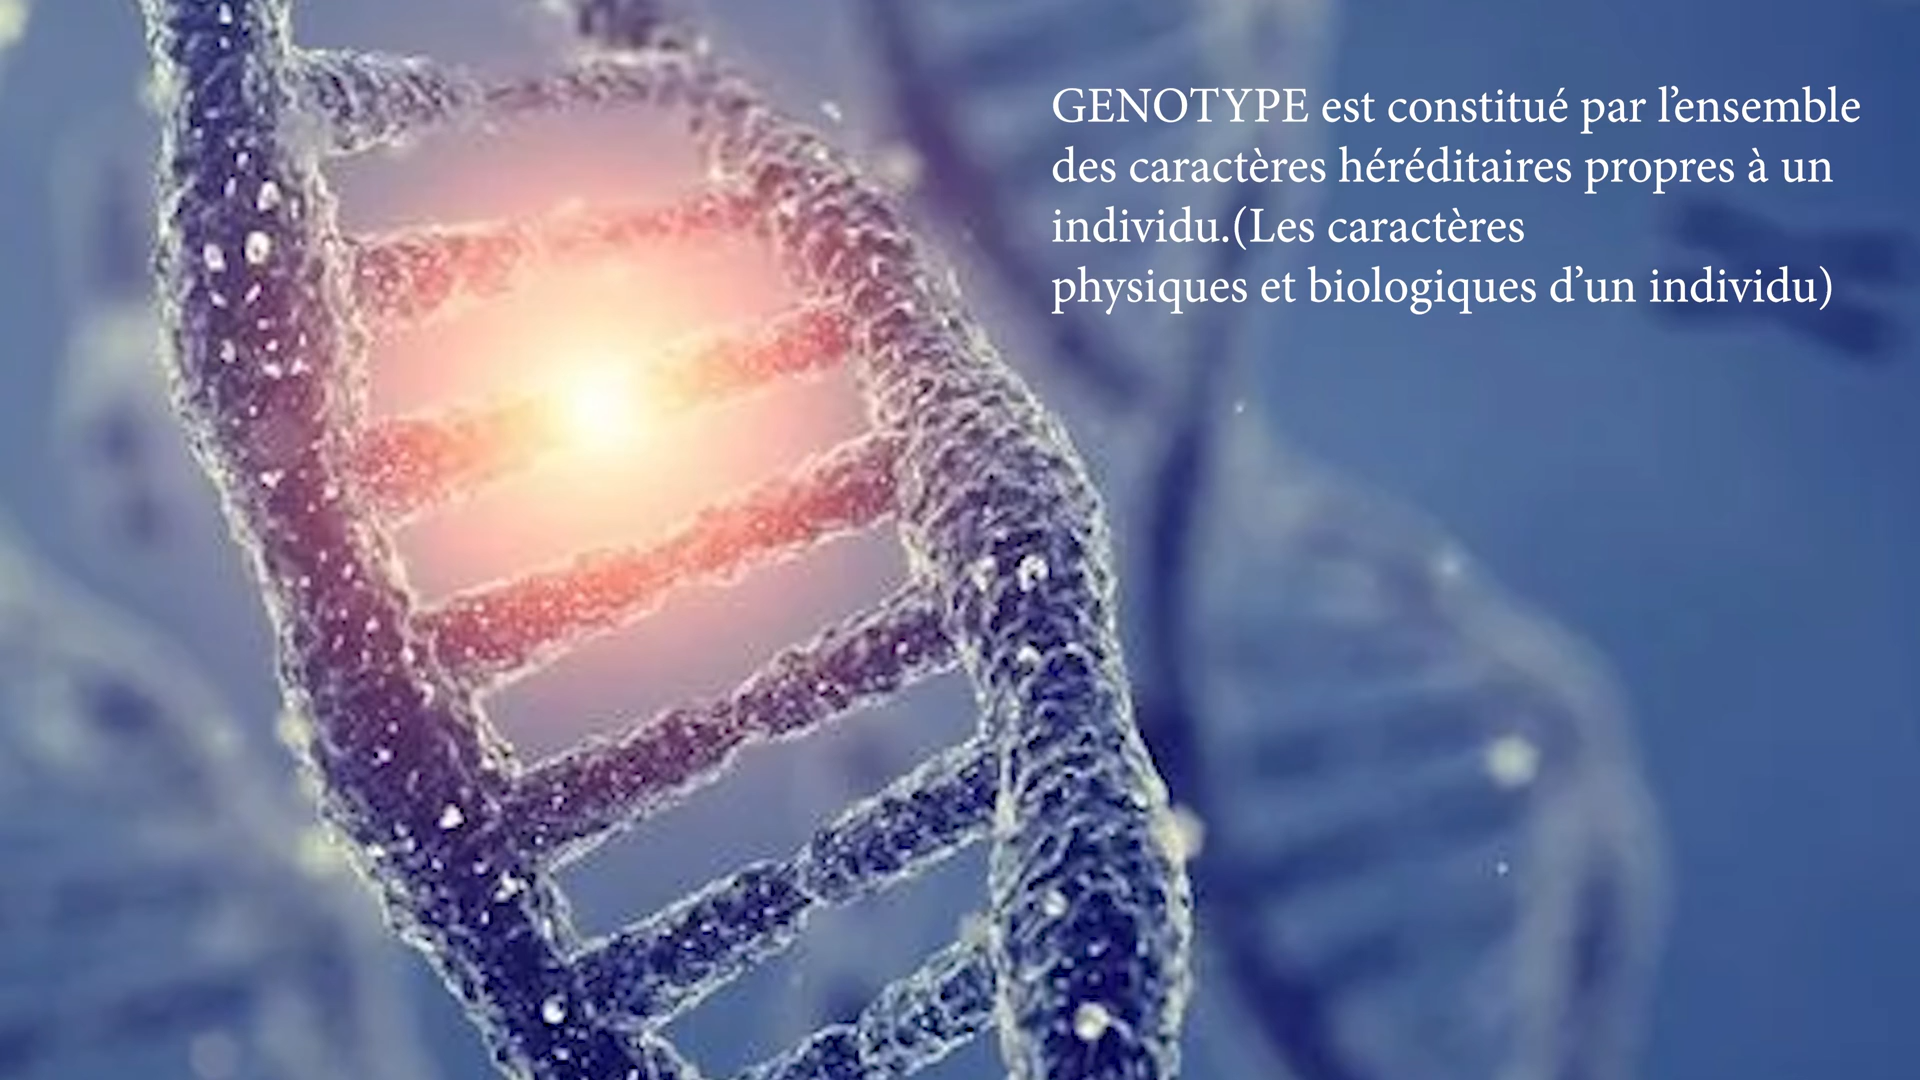 GENOTYPE est constitué par l’ensemble
des caractères héréditaires propres à un
individu.(Les caractères
physiques et biologiques d’un individu)